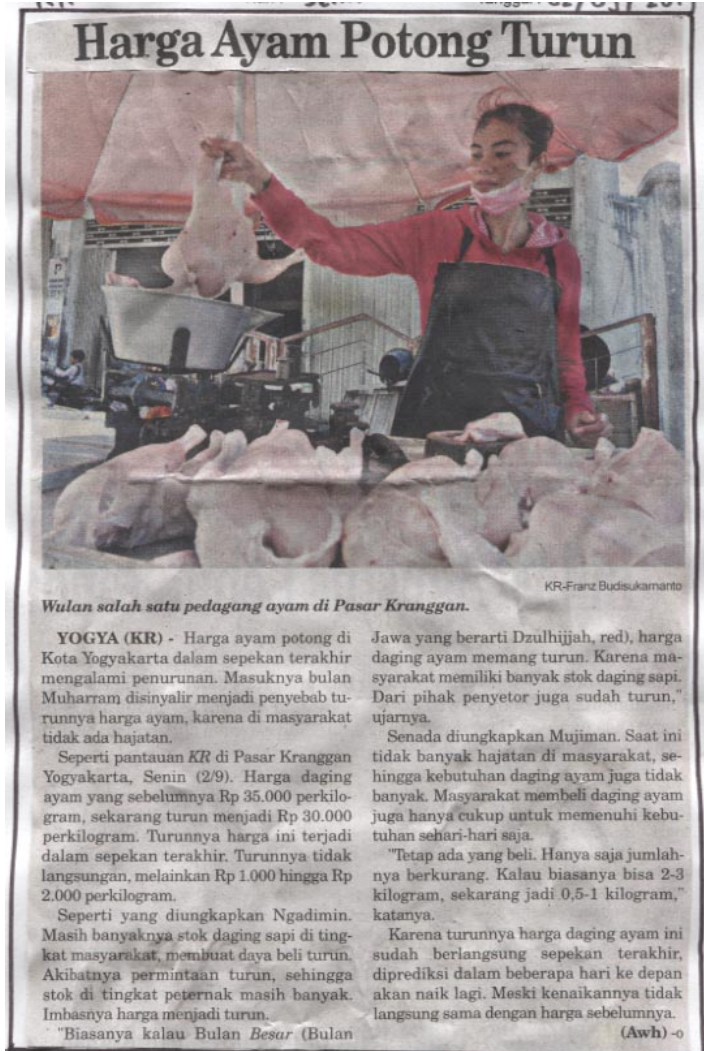 Harga Ayam Potong Turun
KR-Franz Budisukamanto
Wulan salah satu pedagang ayam di Pasar Kranggan.
YOGYA (KR) - Harga ayam potong di
Kota Yogyakarta dalam sepekan terakhir
mengalami penurunan. Masuknya bulan
Muharram disinyalir menjadi penyebab tu-
runnya harga ayam, karena di masyarakat
tidak ada hajatan.
Seperti pantauan KR di Pasar Kranggan
Yogyakarta, Senin (2/9). Harga daging
ayam yang sebelumnya Rp 35.000 perkilo-
gram, sekarang turun menjadi Rp 30.000
perkilogram. Turunnya harga ini terjadi
dalam sepekan terakhir. Turunnya tidak
langsungan, melainkan Rp 1.000 hingga Rp
2.000 perkilogram.
Seperti yang diungkapkan Ngadimin.
Masih banyaknya stok daging sapi di ting-
kat masyarakat, membuat daya beli turun.
Akibatnya permintaan turun, sehingga
stok di tingkat peternak masih banyak.
Imbasnya harga menjadi turun.
"Biasanya kalau Bulan Besar (Bulan
Jawa yang berarti Dzulhijjah, red), harga
daging ayam memang turun. Karena ma-
syarakat memiliki banyak stok daging sapi.
Dari pihak penyetor juga sudah turun,"
ujarnya.
Senada diungkapkan Mujiman. Saat ini
tidak banyak hajatan di masyarakat, se-
hingga kebutuhan daging ayam juga tidak
banyak. Masyarakat membeli daging ayam
juga hanya cukup untuk memenuhi kebu-
tuhan sehari-hari saja.
"Tetap ada yang beli. Hanya saja jumlah-
nya berkurang. Kalau biasanya bisa 2-3
kilogram, sekarang jadi 0,5-1 kilogram,"
katanya.
Karena turunnya harga daging ayam ini
sudah berlangsung sepekan terakhir,
diprediksi dalam beberapa hari ke depan
akan naik lagi. Meski kenaikannya tidak
langsung sama dengan harga sebelumnya.
(Awh) -o